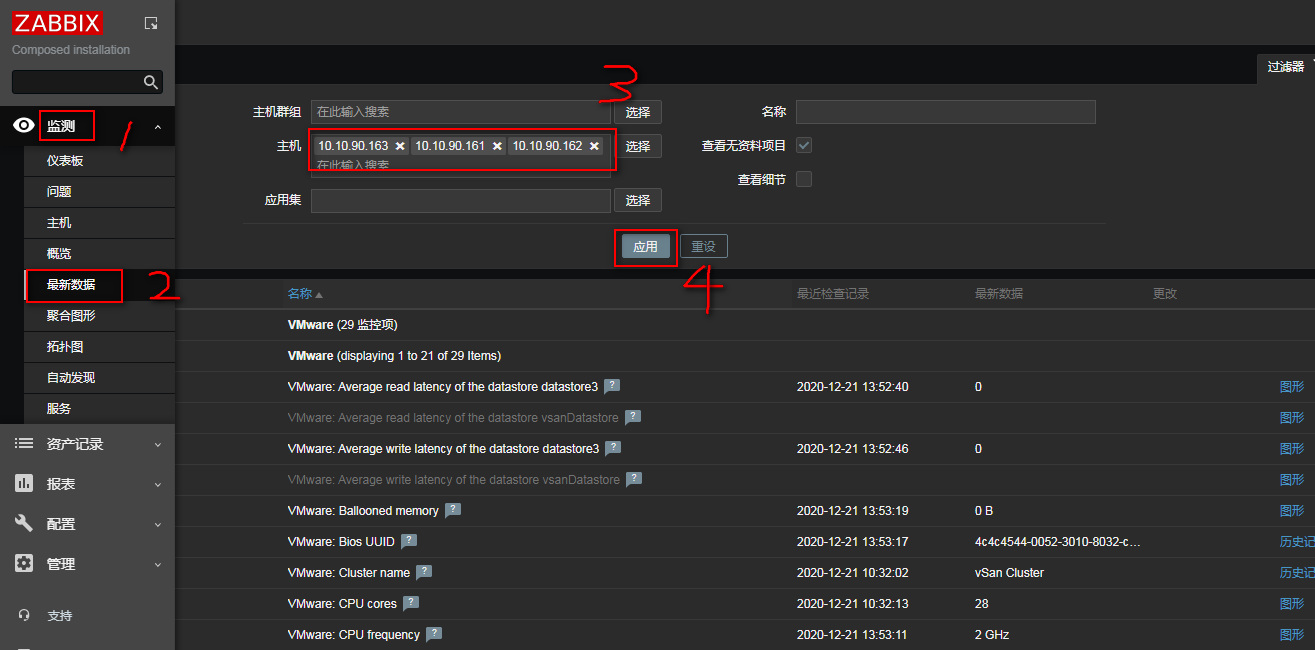 ZABBIX
Composed installation
监测
1
仪表板
问题
主机
概览
最新数据
2
聚合图形
拓扑图
自动发现
服务
资产记录
报表
配置
管理
支持
过滤器
3
主机群组 在此输入搜索 选择 名称
主机 10.10.90.163 10.10.90.161 10.10.90.162 选择 查看无资料项目
在此输入搜索
应用集 选择 查看细节
应用 重设
4
名称 最近检查记录 最新数据 更改
VMware (29 监控项)
VMware (displaying 1 to 21 of 29 Items)
VMware: Average read latency of the datastore datastore3 ? 2020-12-21 13:52:40 0 图形
VMware: Average read latency of the datastore vsanDatastore ? 图形
VMware: Average write latency of the datastore datastore3 ? 2020-12-21 13:52:46 0 图形
VMware: Average write latency of the datastore vsanDatastore ? 图形
VMware: Ballooned memory ? 2020-12-21 13:53:19 0 B 图形
VMware: Bios UUID ? 2020-12-21 13:53:17 4c4c4544-0052-3010-8032-c... 历史记
VMware: Cluster name ? 2020-12-21 10:32:02 vSan Cluster 历史记
VMware: CPU cores ? 2020-12-21 10:32:13 28 图形
VMware: CPU frequency ? 2020-12-21 13:53:11 2 GHz 图形